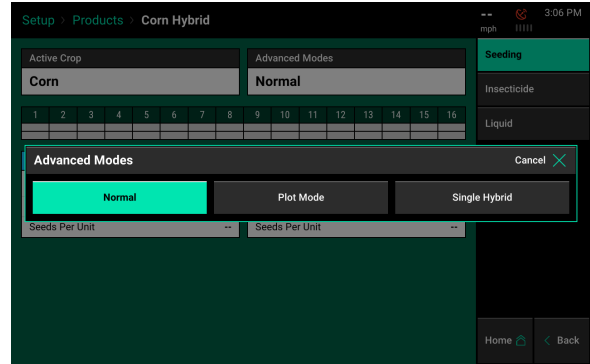 Setup > Products > Corn Hybrid
-- mph
3:06 PM
Active Crop
Corn
Advanced Modes
Normal
1 2 3 4 5 6 7 8 9 10 11 12 13 14 15 16
Seeding
Insecticide
Liquid
Advanced Modes
Cancel
Normal
Plot Mode
Single Hybrid
Seeds Per Unit --
Seeds Per Unit --
Home
< Back